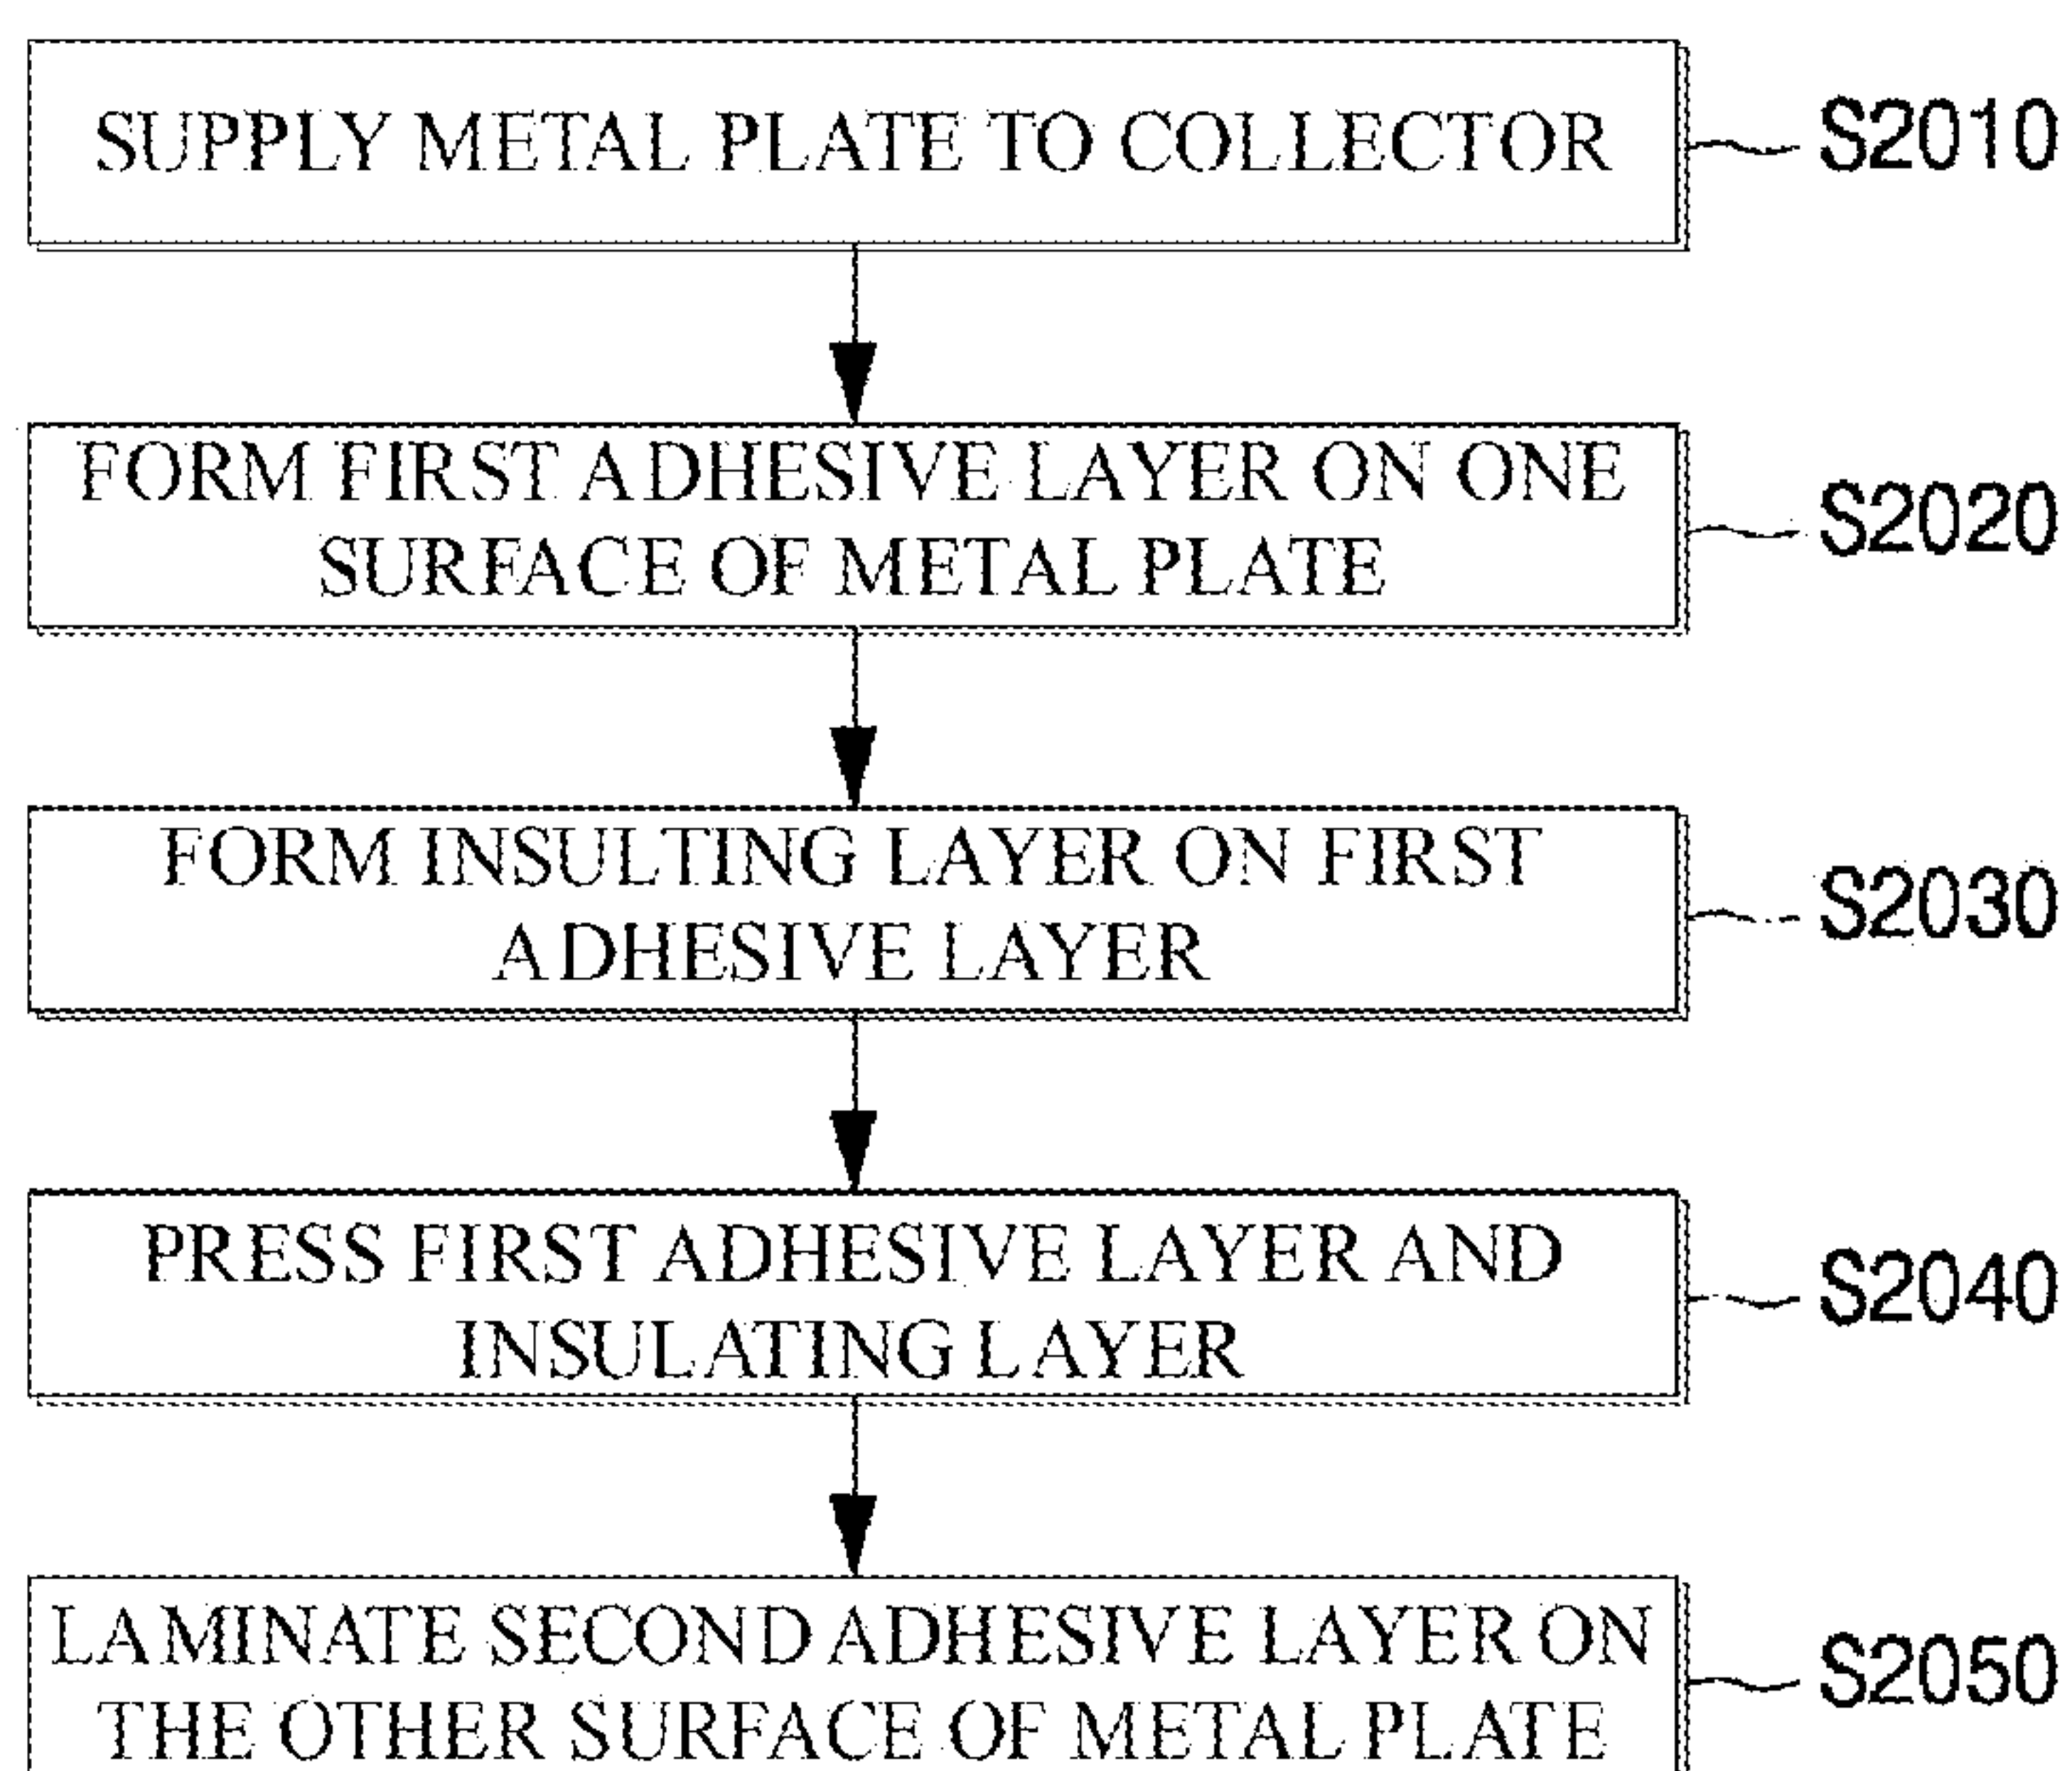 SUPPLY METAL PLATE TO COLLECTOR
S2010
FORM FIRST ADHESIVE LAYER ON ONE
SURFACE OF METAL PLATE
S2020
FORM INSULTING LAYER ON FIRST
ADHESIVE LAYER
S2030
PRESS FIRST ADHESIVE LAYER AND
INSULATING LAYER
S2040
LAMINATE SECOND ADHESIVE LAYER ON
THE OTHER SURFACE OF METAL PLATE
S2050